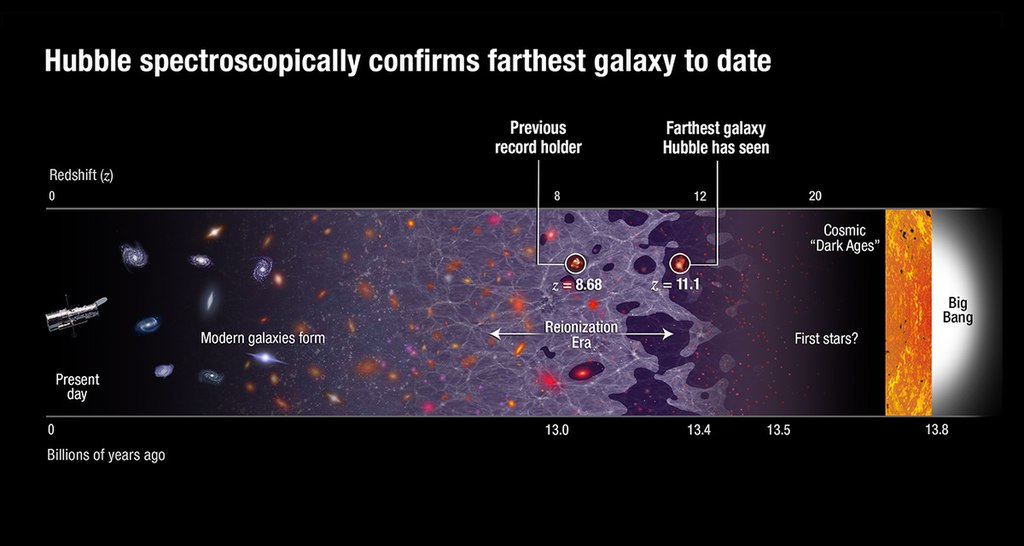 Hubble spectroscopically confirms farthest galaxy to date
Previous
record holder
Farthest galaxy
Hubble has seen
Redshift (z)
0
8
12
20
Cosmic
“Dark Ages”
z = 8.68
z = 11.1
Big
Bang
Modern galaxies form
Reionization
Era
First stars?
Present
day
0
13.0
13.4
13.5
13.8
Billions of years ago